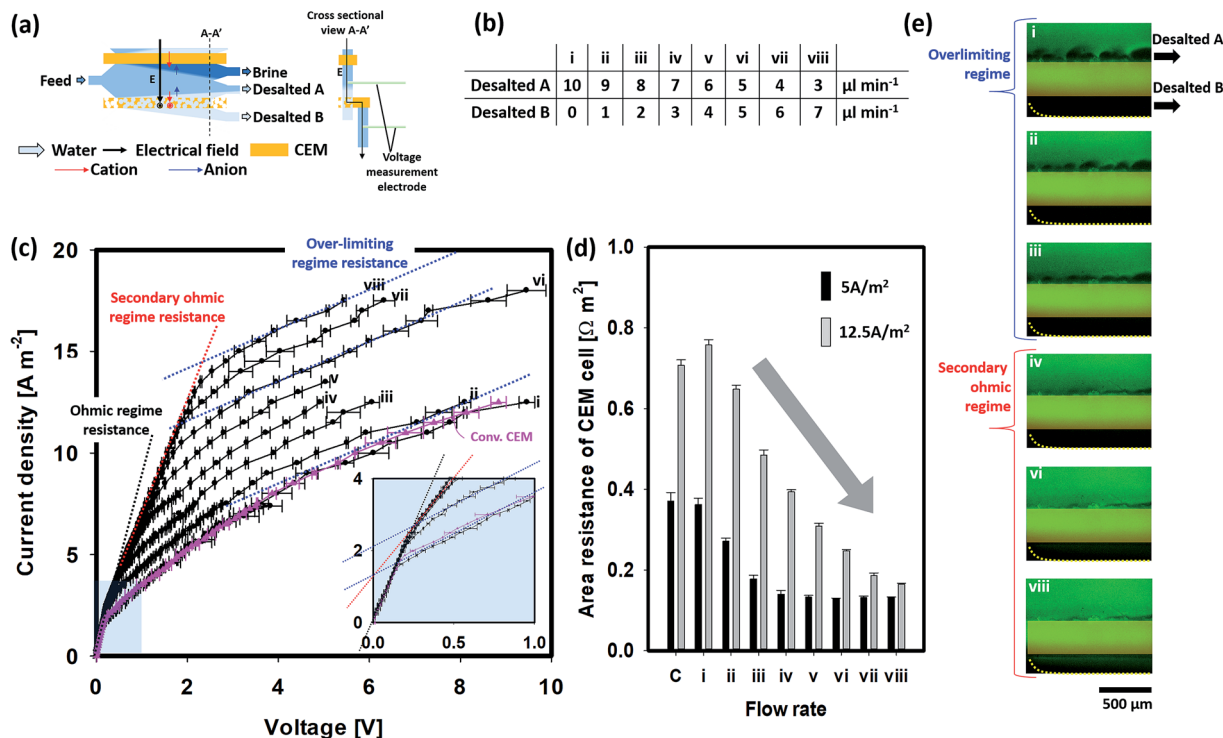 (a)
A-A'
Cross sectional
view A-A'
E
Feed
Brine
Desalted A
Desalted B
E
Water
Electrical field
CEM
Cation
Anion
Voltage
measurement
electrode
(b)
i ii iii iv v vi vii viii
Desalted A 10 9 8 7 6 5 4 3 µl min⁻¹
Desalted B 0 1 2 3 4 5 6 7 µl min⁻¹
(c)
20
15
10
5
0
Current density [A m⁻²]
0 2 4 6 8 10
Voltage [V]
Over-limiting
regime resistance
Secondary ohmic
regime resistance
Ohmic regime
resistance
viii
vii
vi
v
iv
iii
ii
i
Conv. CEM
4
2
0
0.0 0.5 1.0
(d)
1.0
0.8
0.6
0.4
0.2
0.0
Area resistance of CEM cell [Ω m²]
5A/m²
12.5A/m²
C i ii iii iv v vi vii viii
Flow rate
(e)
Overlimiting
regime
Secondary
ohmic
regime
i
Desalted A
Desalted B
ii
iii
iv
vi
viii
500 µm